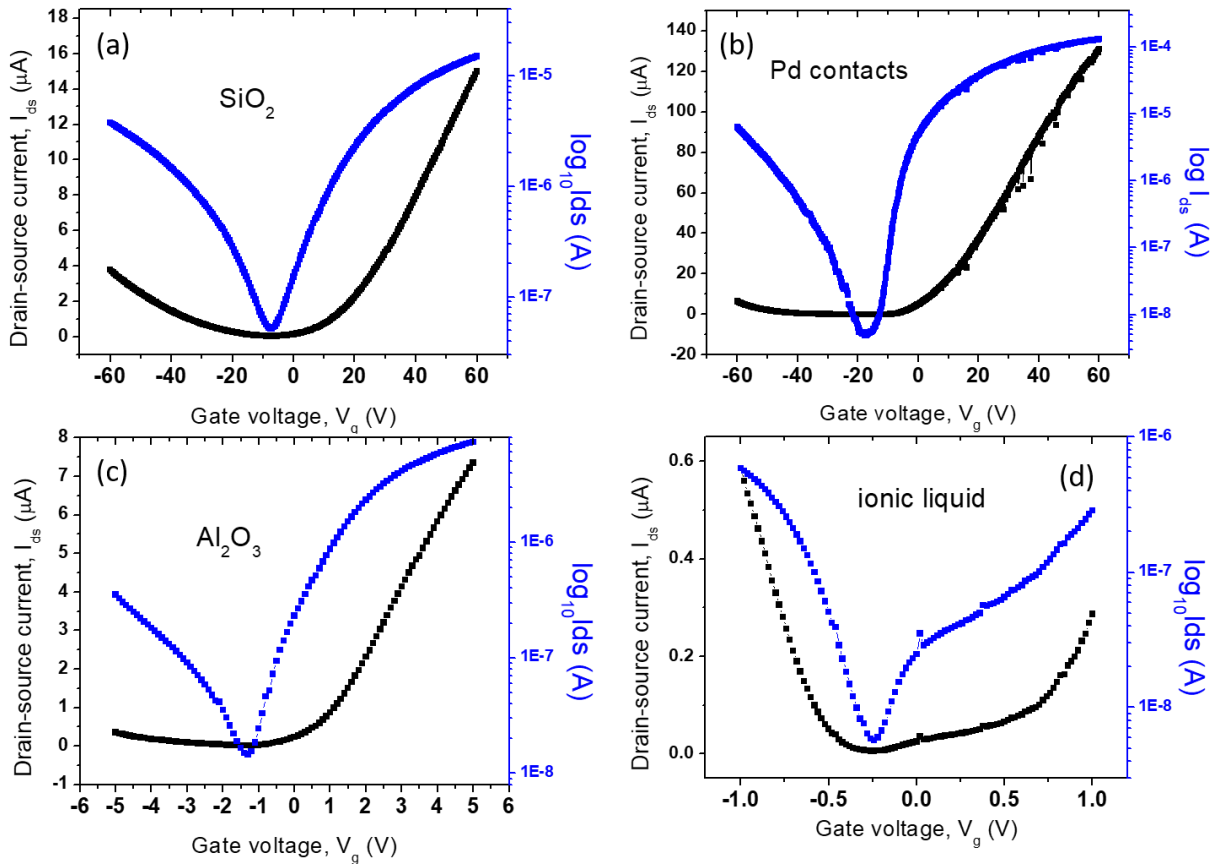 (a)
SiO2
Drain-source current, Ids (μA)
18
16
14
12
10
8
6
4
2
0
-60 -40 -20 0 20 40 60
Gate voltage, Vg (V)
1E-5
1E-6
1E-7
log10Ids (A)
(b)
Pd contacts
Drain-source current, Ids (μA)
140
120
100
80
60
40
20
0
-20
-60 -40 -20 0 20 40 60
Gate voltage, Vg (V)
1E-4
1E-5
1E-6
1E-7
1E-8
log Ids (A)
(c)
Al2O3
Drain-source current, Ids (μA)
8
7
6
5
4
3
2
1
0
-1
-5 -4 -3 -2 -1 0 1 2 3 4 5 6
Gate voltage, Vg (V)
1E-6
1E-7
1E-8
log10Ids (A)
(d)
ionic liquid
Drain-source current, Ids (μA)
0.6
0.4
0.2
0.0
-1.0 -0.5 0.0 0.5 1.0
Gate voltage, Vg (V)
1E-6
1E-7
1E-8
log10Ids (A)